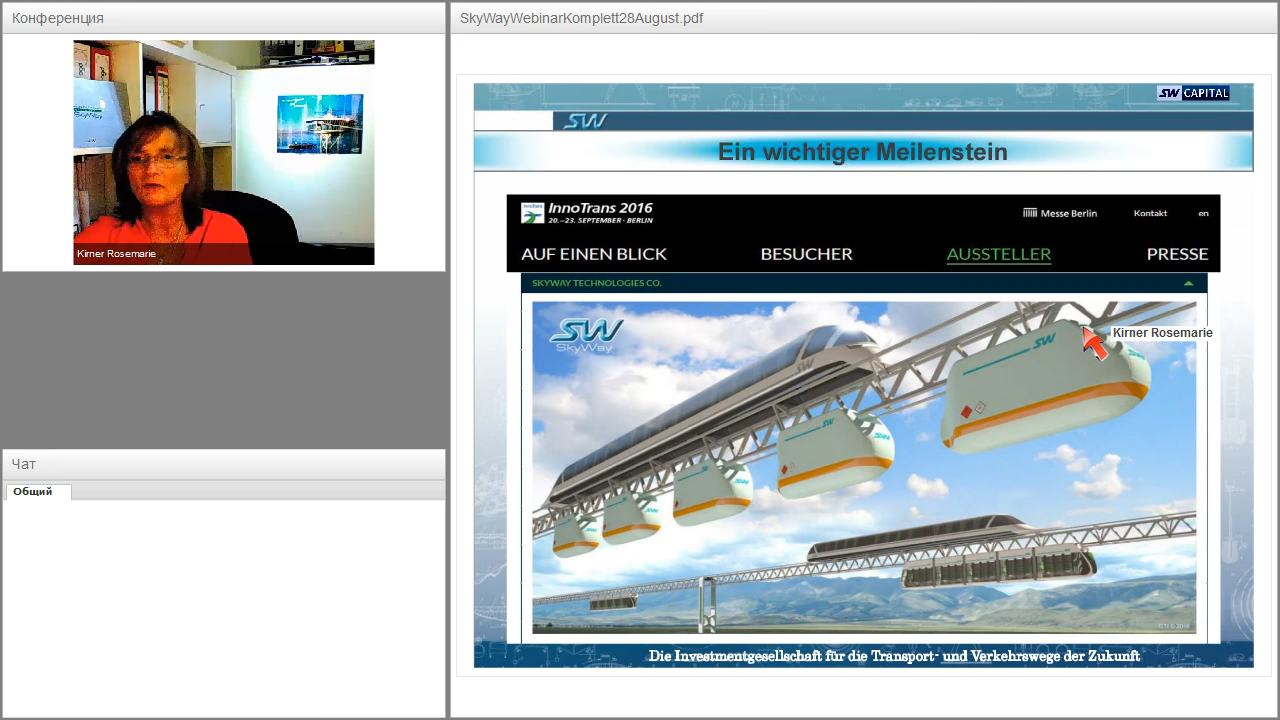 Конференция
Kirner Rosemarie
Чат
Общий
SkyWayWebinarKomplett28August.pdf
SW CAPITAL
SW
Ein wichtiger Meilenstein
InnoTrans 2016
20.–23. SEPTEMBER · BERLIN
Messe Berlin
Kontakt
en
AUF EINEN BLICK
BESUCHER
AUSSTELLER
PRESSE
SKYWAY TECHNOLOGIES CO.
SW
SkyWay
SW
Kirner Rosemarie
SW
SW
Die Investmentgesellschaft für die Transport- und Verkehrswege der Zukunft